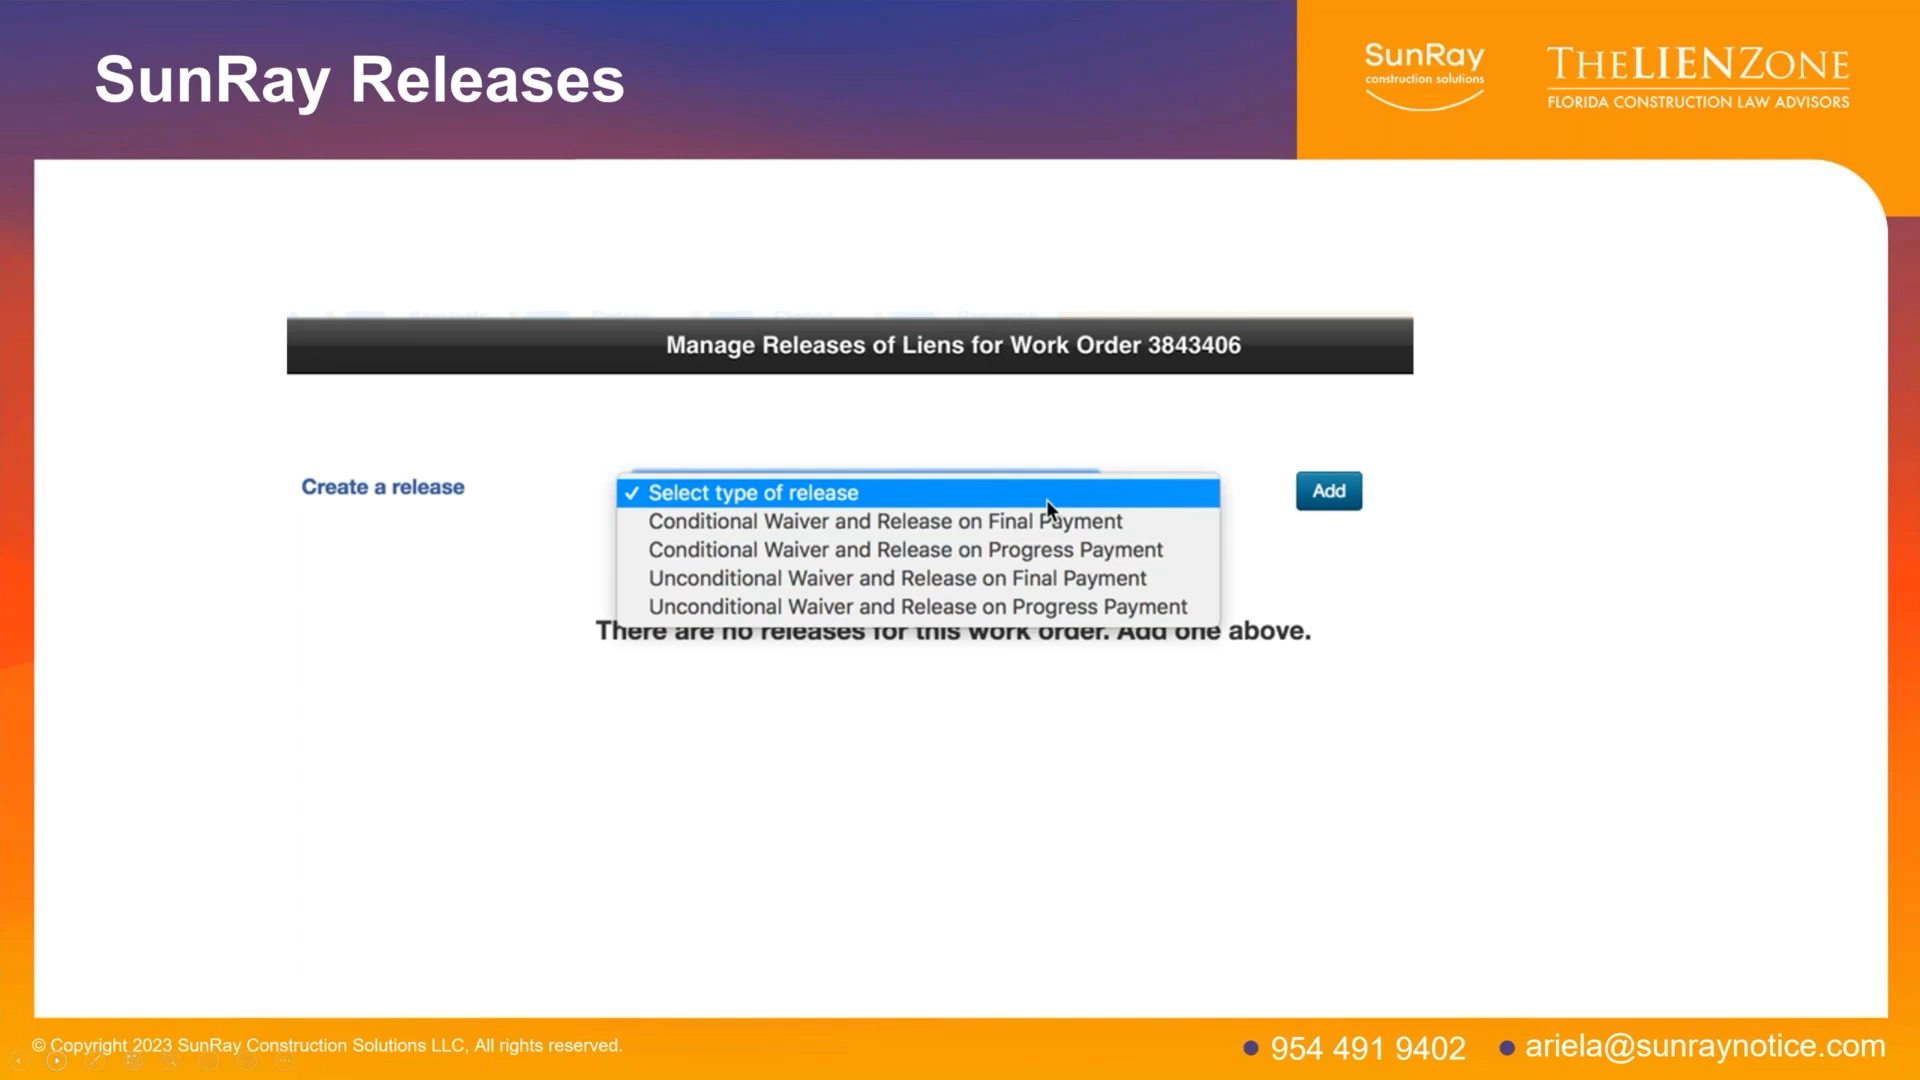 SunRay Releases
SunRay
construction solutions
THELIENZONE
FLORIDA CONSTRUCTION LAW ADVISORS
Manage Releases of Liens for Work Order 3843406
Create a release
✓ Select type of release
Add
Conditional Waiver and Release on Final Payment
Conditional Waiver and Release on Progress Payment
Unconditional Waiver and Release on Final Payment
Unconditional Waiver and Release on Progress Payment
There are no releases for this work order. Add one above.
© Copyright 2023 SunRay Construction Solutions LLC, All rights reserved.
954 491 9402
ariela@sunraynotice.com